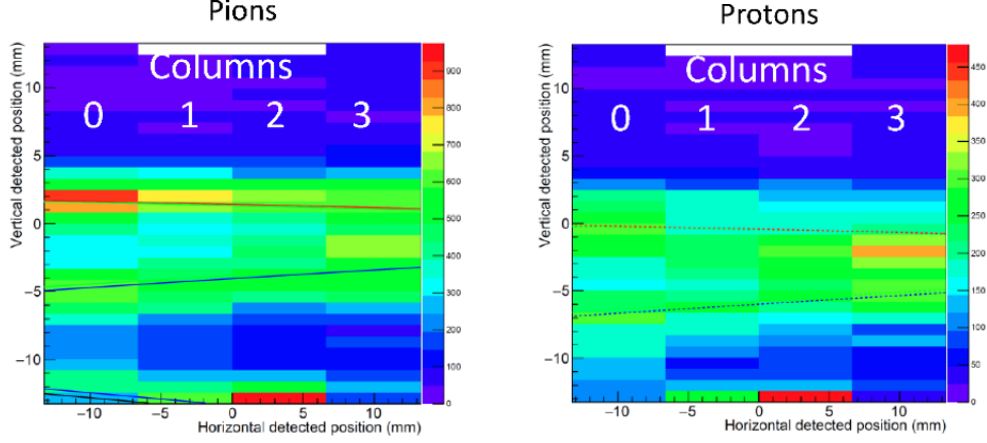 Pions
Vertical detected position (mm)
10
5
0
−5
−10
Columns
0 1 2 3
−10 −5 0 5 10
Horizontal detected position (mm)
900
800
700
600
500
400
300
200
100
0
Protons
Vertical detected position (mm)
10
5
0
−5
−10
Columns
0 1 2 3
−10 −5 0 5 10
Horizontal detected position (mm)
450
400
350
300
250
200
150
100
50
0